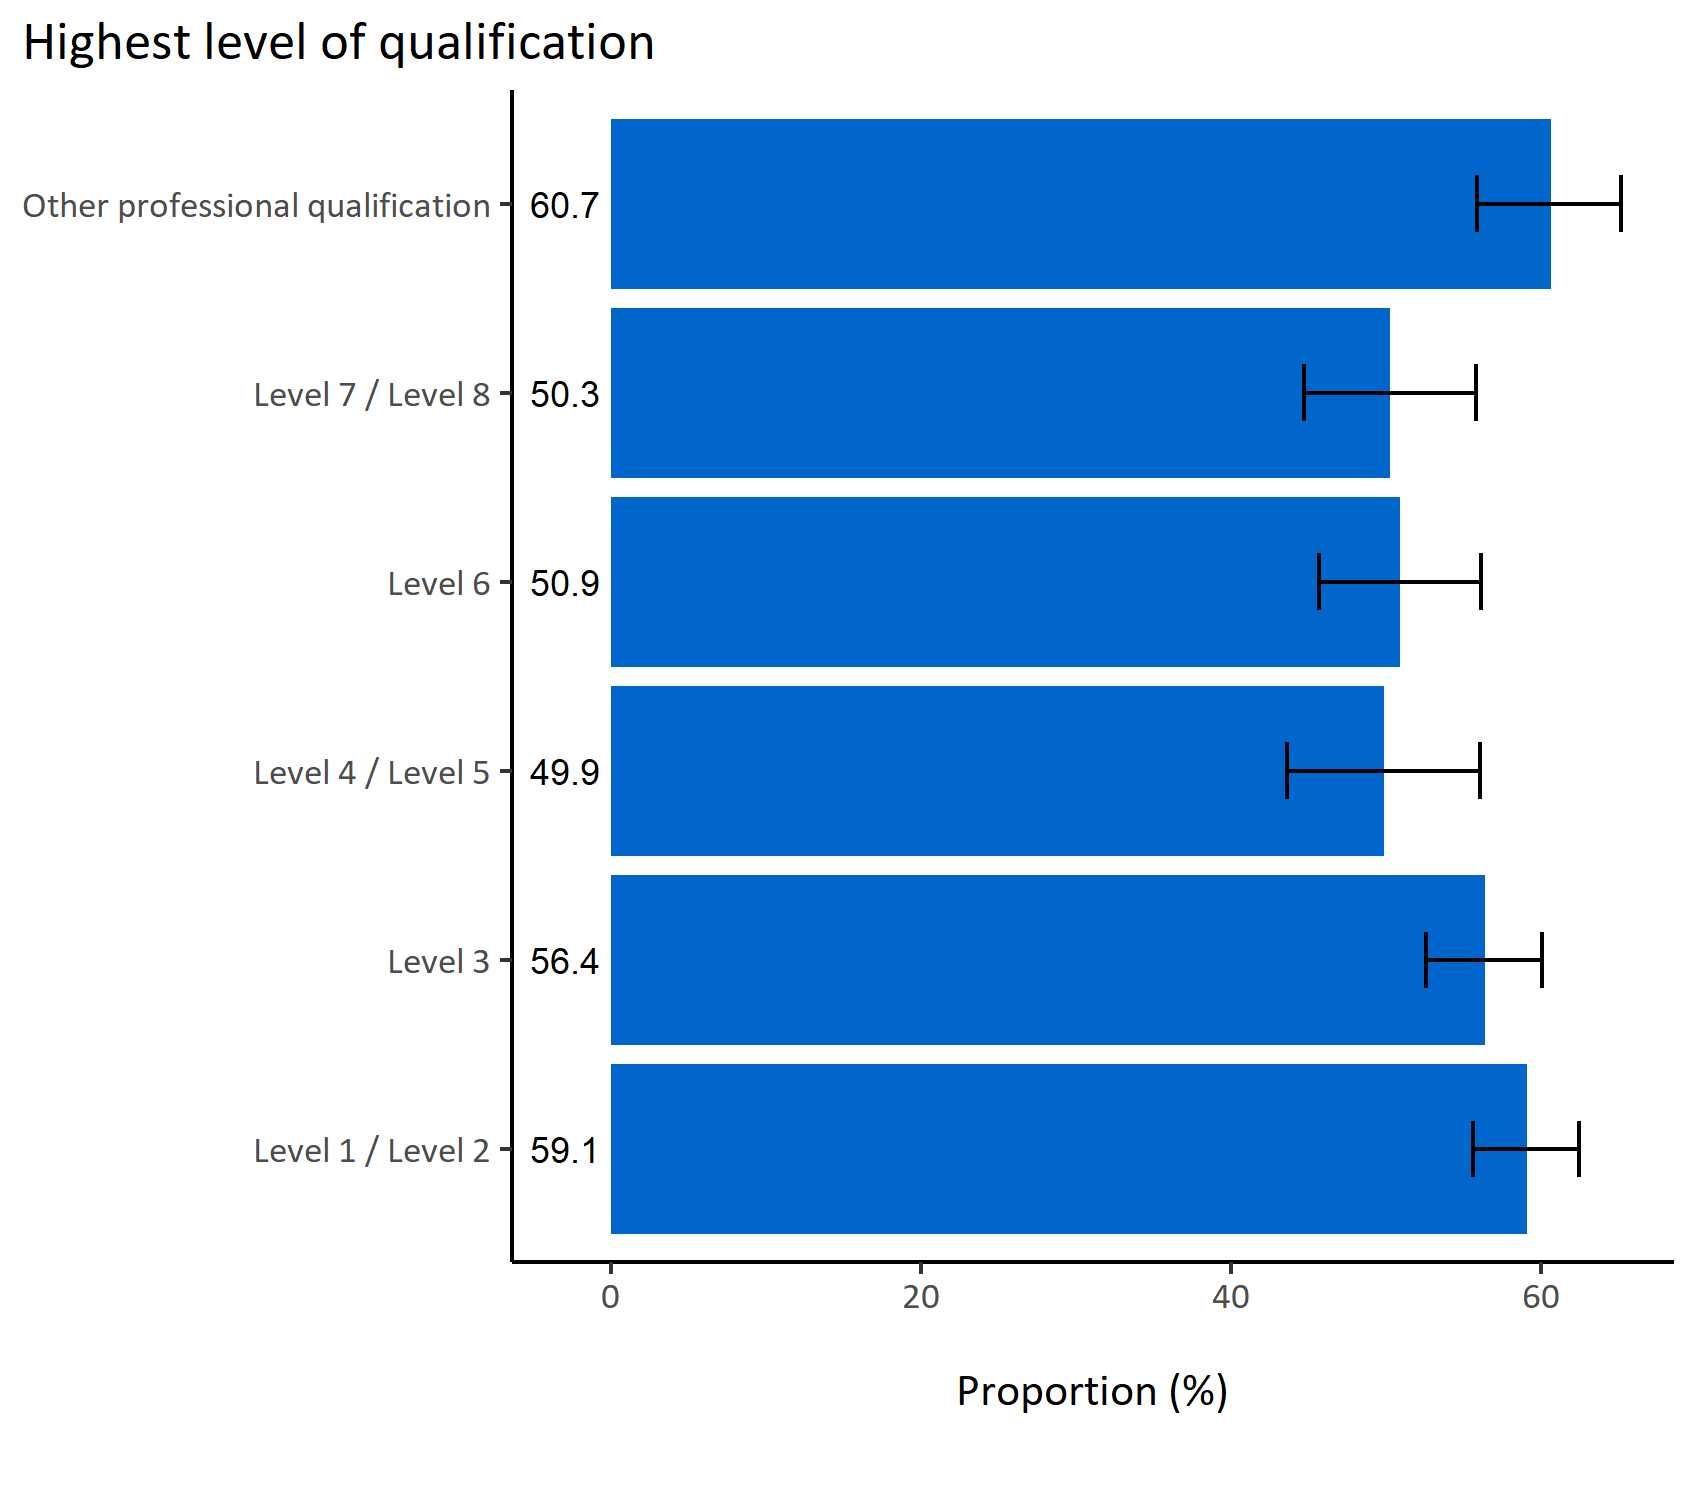 Highest level of qualification
Other professional qualification 60.7
Level 7 / Level 8 50.3
Level 6 50.9
Level 4 / Level 5 49.9
Level 3 56.4
Level 1 / Level 2 59.1
0 20 40 60
Proportion (%)